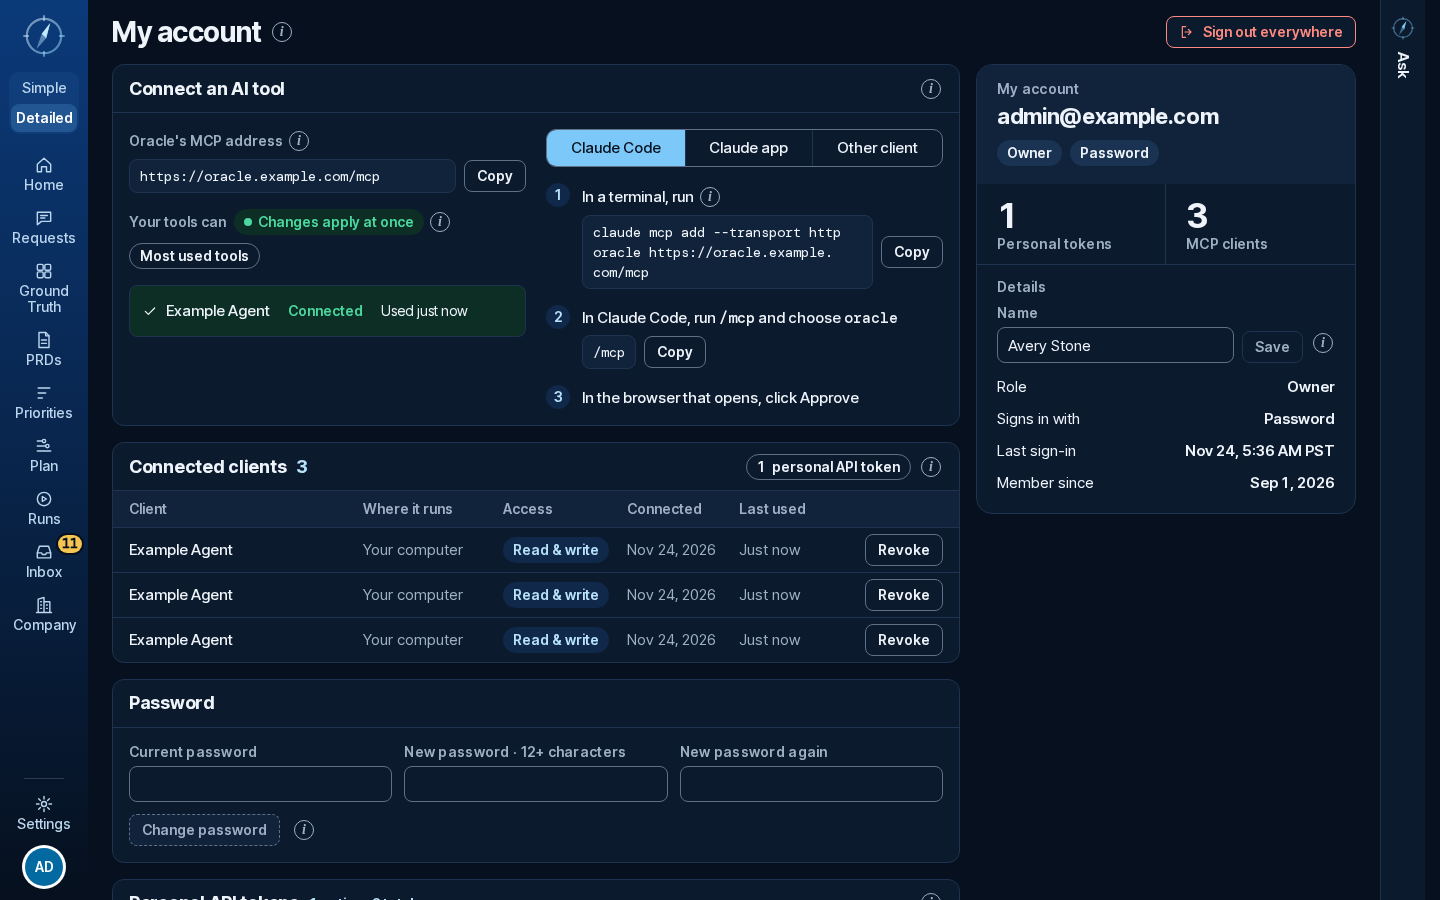 Simple
Detailed
Home
Requests
Ground
Truth
PRDs
Priorities
Plan
Runs
11
Inbox
Company
Settings
AD
My account
Sign out everywhere
Connect an AI tool
Oracle's MCP address
https://oracle.example.com/mcp
Copy
Your tools can
Changes apply at once
Most used tools
Example Agent Connected Used just now
Claude Code
Claude app
Other client
1 In a terminal, run
claude mcp add --transport http
oracle https://oracle.example.
com/mcp
Copy
2 In Claude Code, run /mcp and choose oracle
/mcp
Copy
3 In the browser that opens, click Approve
Connected clients 3
1 personal API token
Client Where it runs Access Connected Last used
Example Agent Your computer Read & write Nov 24, 2026 Just now Revoke
Example Agent Your computer Read & write Nov 24, 2026 Just now Revoke
Example Agent Your computer Read & write Nov 24, 2026 Just now Revoke
Password
Current password
New password · 12+ characters
New password again
Change password
My account
admin@example.com
Owner
Password
1
Personal tokens
3
MCP clients
Details
Name
Avery Stone
Save
Role Owner
Signs in with Password
Last sign-in Nov 24, 5:36 AM PST
Member since Sep 1, 2026
Ask